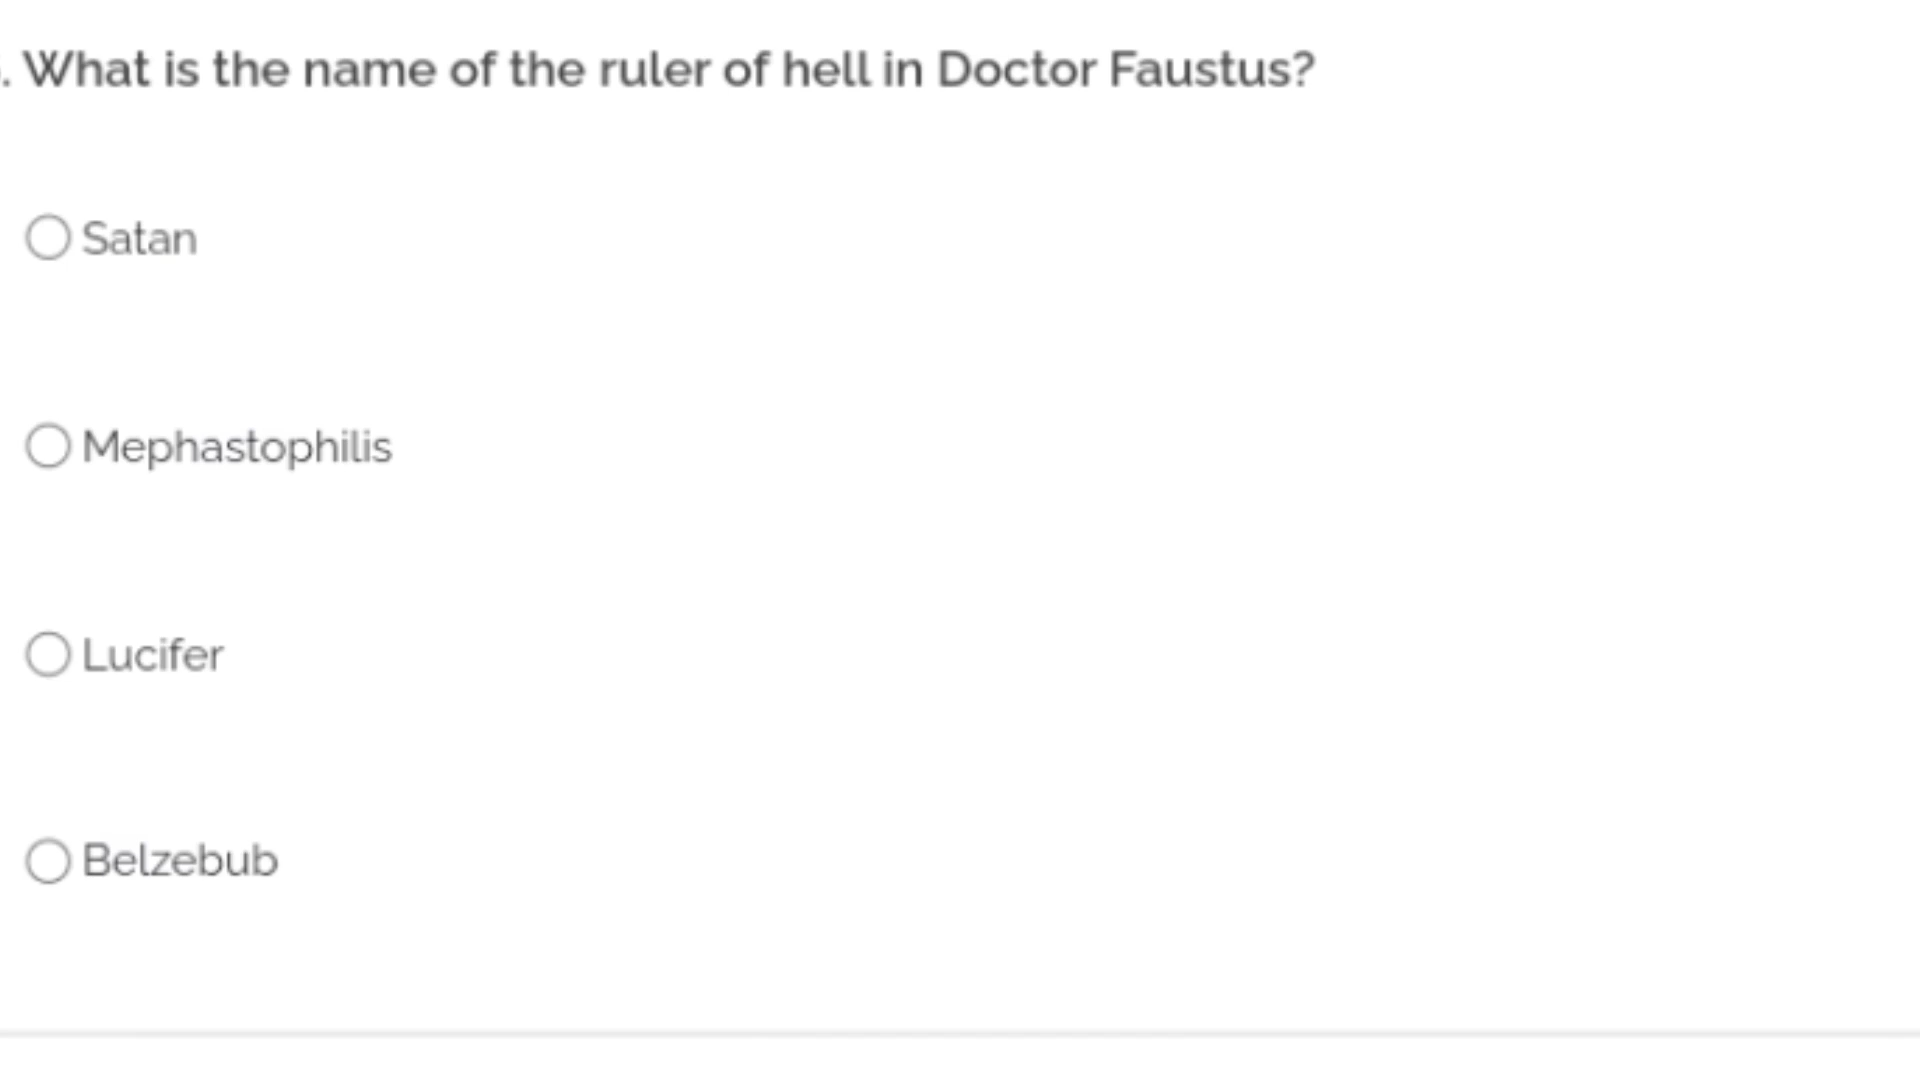 . What is the name of the ruler of hell in Doctor Faustus?
Satan
Mephastophilis
Lucifer
Belzebub